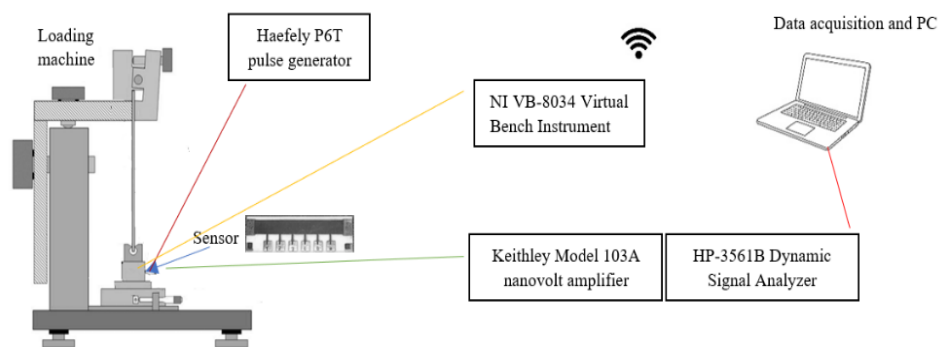 Loading
machine
Haefely P6T
pulse generator
Data acquisition and PC
NI VB-8034 Virtual
Bench Instrument
Sensor
Keithley Model 103A
nanovolt amplifier
HP-3561B Dynamic
Signal Analyzer